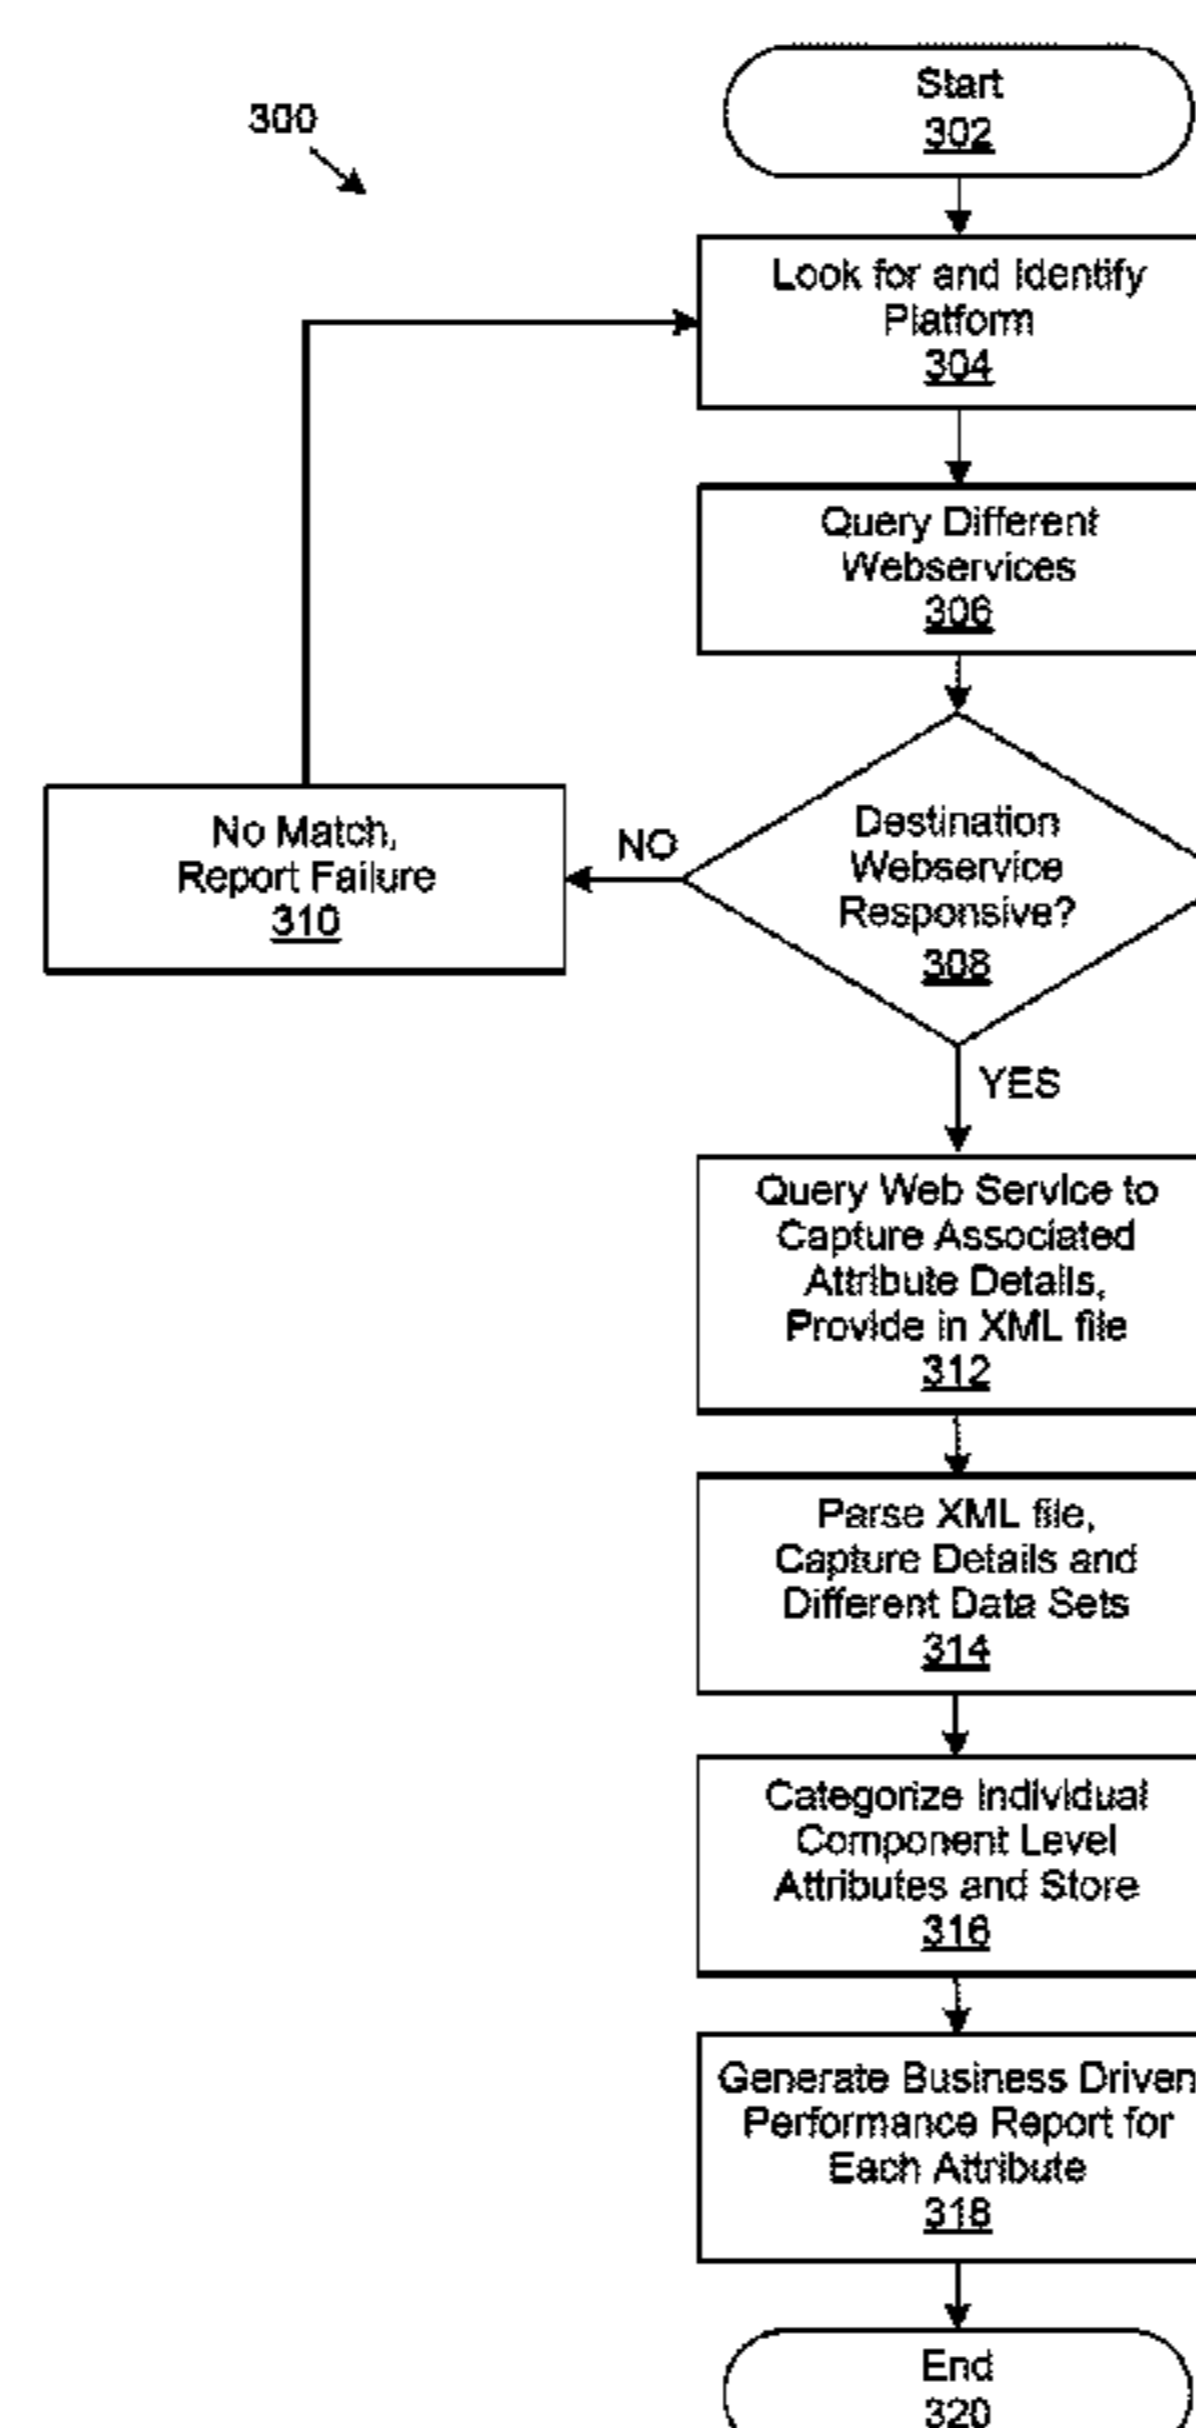 300
Start
302
Look for and Identify
Platform
304
Query Different
Webservices
306
Destination
Webservice
Responsive?
308
NO
No Match,
Report Failure
310
YES
Query Web Service to
Capture Associated
Attribute Details,
Provide in XML file
312
Parse XML file,
Capture Details and
Different Data Sets
314
Categorize Individual
Component Level
Attributes and Store
316
Generate Business Driven
Performance Report for
Each Attribute
318
End
320